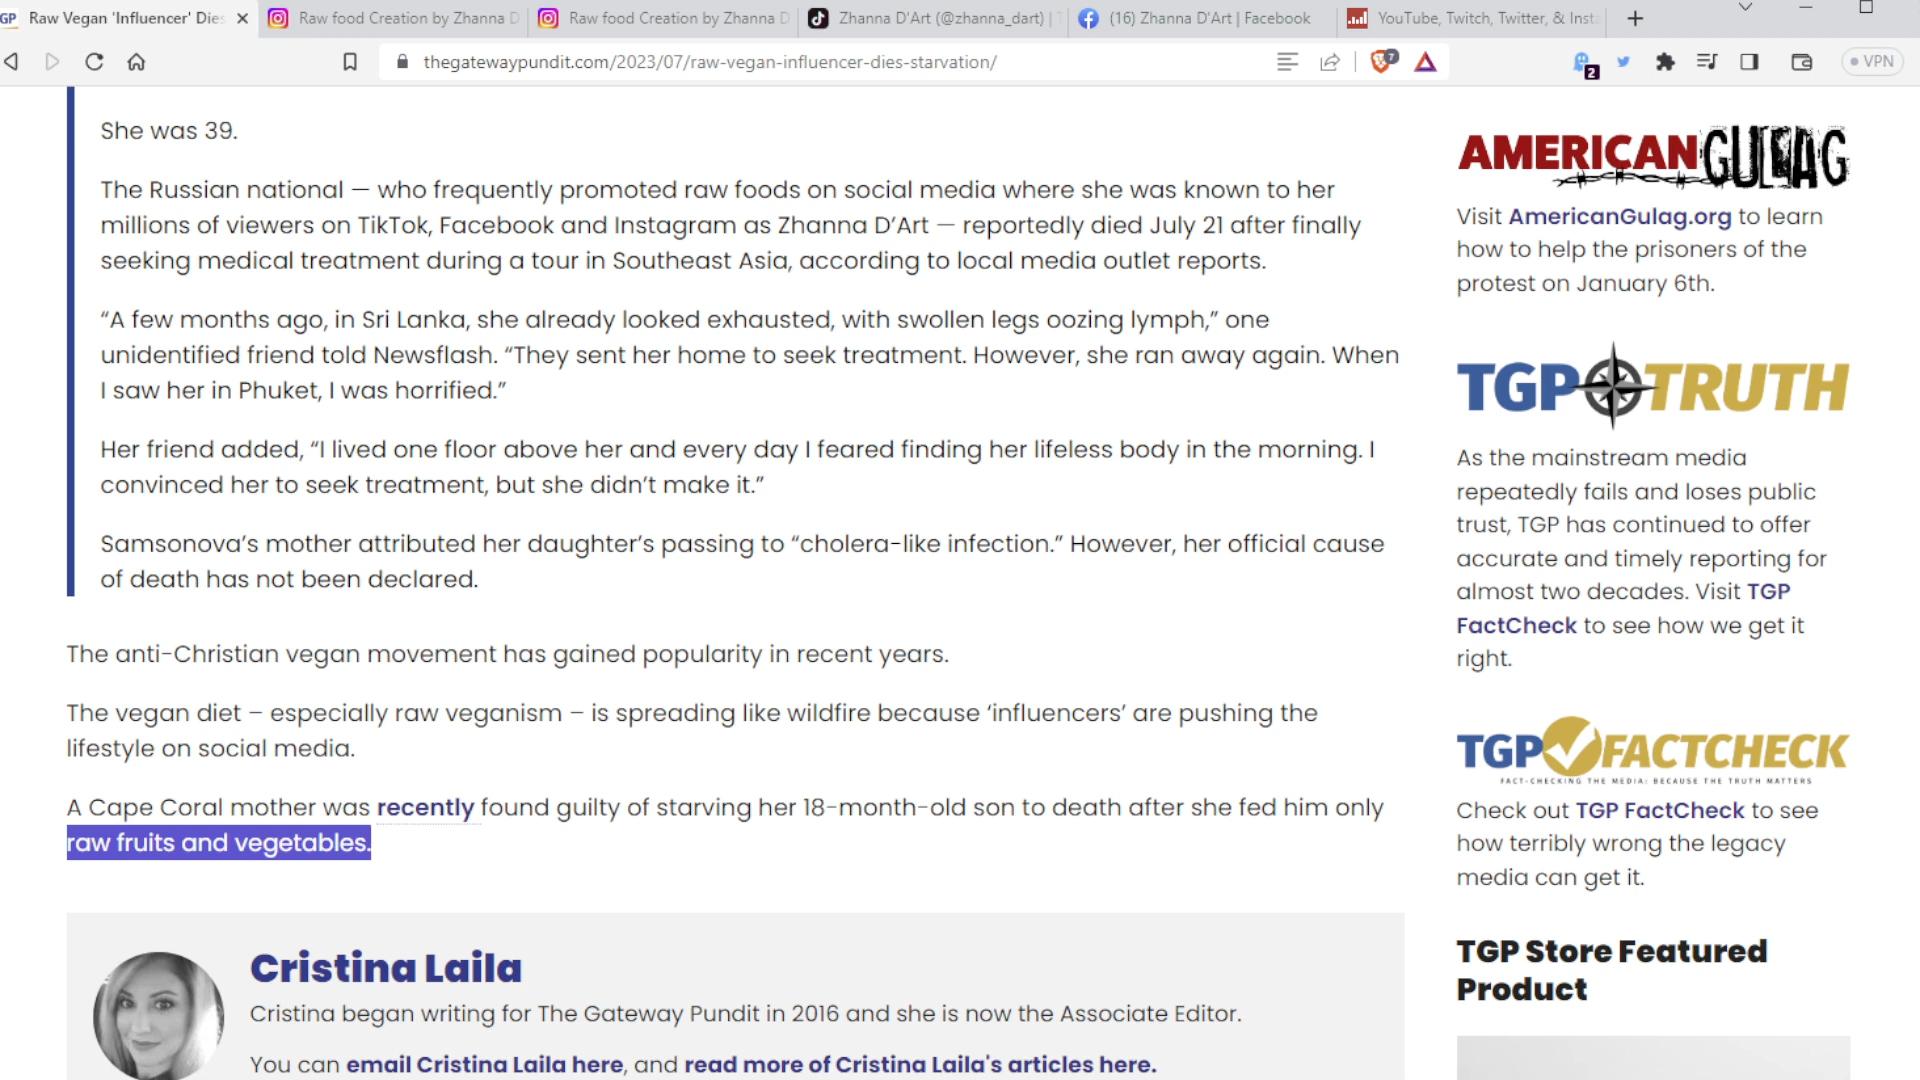 GP Raw Vegan 'Influencer' Dies
Raw food Creation by Zhanna D
Raw food Creation by Zhanna D
Zhanna D'Art (@zhanna_dart) |
(16) Zhanna D'Art | Facebook
YouTube, Twitch, Twitter, & Insta
thegatewaypundit.com/2023/07/raw-vegan-influencer-dies-starvation/
7
2
VPN
She was 39.
The Russian national — who frequently promoted raw foods on social media where she was known to her
millions of viewers on TikTok, Facebook and Instagram as Zhanna D’Art — reportedly died July 21 after finally
seeking medical treatment during a tour in Southeast Asia, according to local media outlet reports.
“A few months ago, in Sri Lanka, she already looked exhausted, with swollen legs oozing lymph,” one
unidentified friend told Newsflash. “They sent her home to seek treatment. However, she ran away again. When
I saw her in Phuket, I was horrified.”
Her friend added, “I lived one floor above her and every day I feared finding her lifeless body in the morning. I
convinced her to seek treatment, but she didn’t make it.”
Samsonova’s mother attributed her daughter’s passing to “cholera-like infection.” However, her official cause
of death has not been declared.
The anti-Christian vegan movement has gained popularity in recent years.
The vegan diet – especially raw veganism – is spreading like wildfire because ‘influencers’ are pushing the
lifestyle on social media.
A Cape Coral mother was recently found guilty of starving her 18-month-old son to death after she fed him only
raw fruits and vegetables.
Cristina Laila
Cristina began writing for The Gateway Pundit in 2016 and she is now the Associate Editor.
You can email Cristina Laila here, and read more of Cristina Laila's articles here.
AMERICAN GULAG
Visit AmericanGulag.org to learn
how to help the prisoners of the
protest on January 6th.
TGP TRUTH
As the mainstream media
repeatedly fails and loses public
trust, TGP has continued to offer
accurate and timely reporting for
almost two decades. Visit TGP
FactCheck to see how we get it
right.
TGP FACTCHECK
FACT-CHECKING THE MEDIA: BECAUSE THE TRUTH MATTERS
Check out TGP FactCheck to see
how terribly wrong the legacy
media can get it.
TGP Store Featured
Product